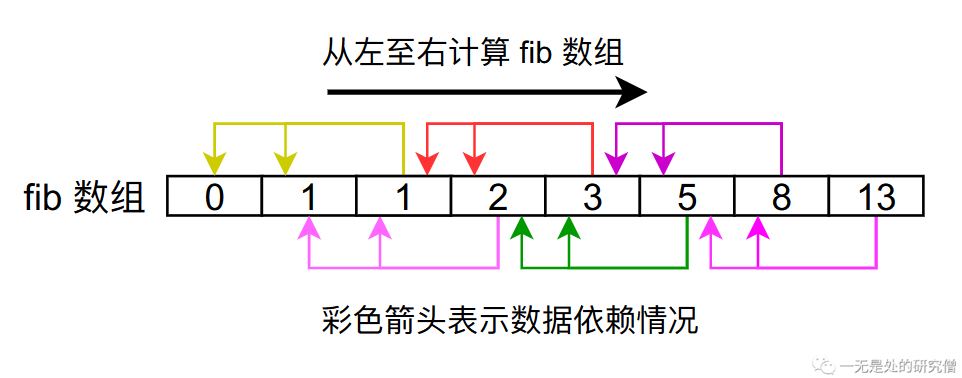 从左至右计算 fib 数组
fib 数组 0 1 1 2 3 5 8 13
彩色箭头表示数据依赖情况
一无是处的研究僧